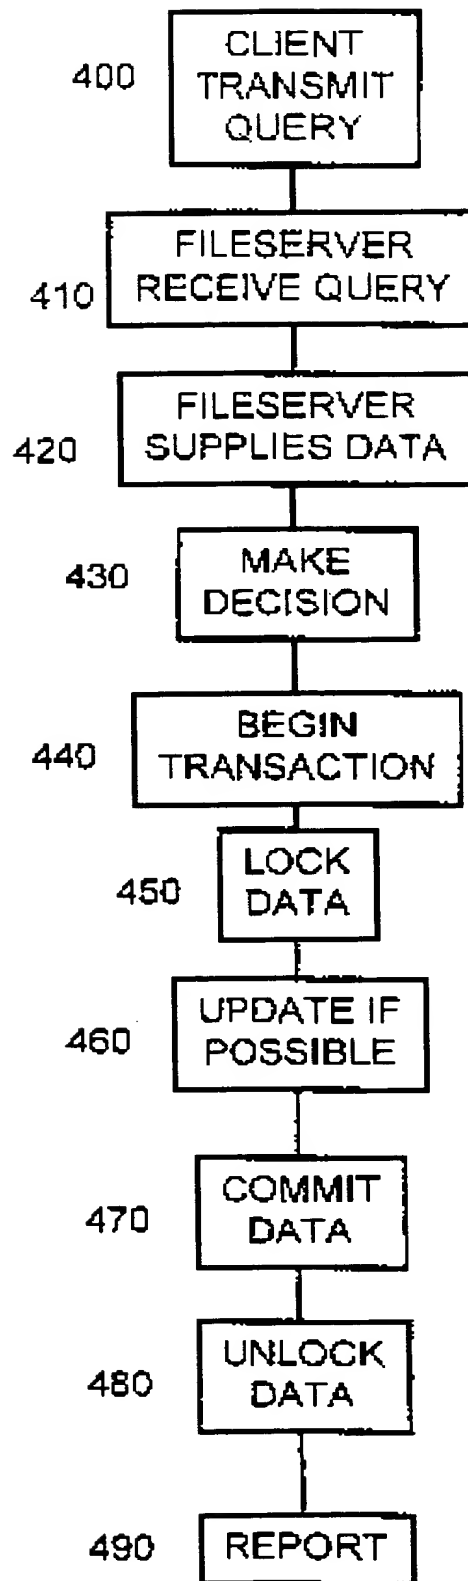 400
CLIENT
TRANSMIT
QUERY
410
FILESERVER
RECEIVE QUERY
420
FILESERVER
SUPPLIES DATA
430
MAKE
DECISION
440
BEGIN
TRANSACTION
450
LOCK
DATA
460
UPDATE IF
POSSIBLE
470
COMMIT
DATA
480
UNLOCK
DATA
490
REPORT